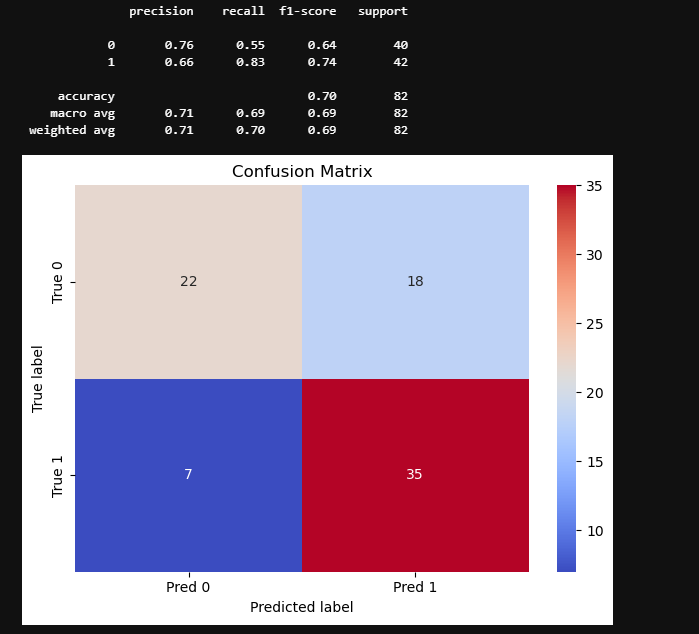 precision recall f1-score support
0 0.76 0.55 0.64 40
1 0.66 0.83 0.74 42
accuracy 0.70 82
macro avg 0.71 0.69 0.69 82
weighted avg 0.71 0.70 0.69 82
Confusion Matrix
True label
True 0
True 1
22 18
7 35
Pred 0 Pred 1
Predicted label
35
30
25
20
15
10